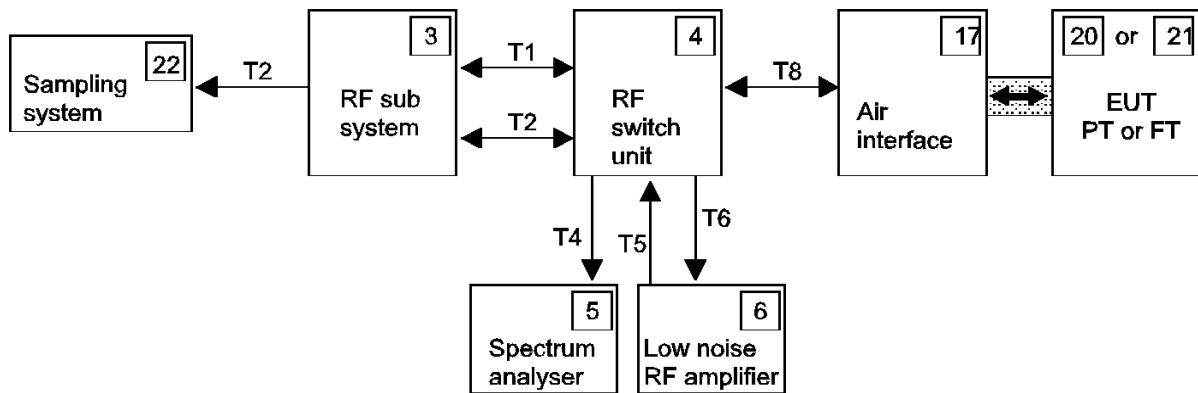 22
Sampling
system
T2
3
RF sub
system
T1
T2
4
RF
switch
unit
T8
17
Air
interface
20 or 21
EUT
PT or FT
T4
T5
T6
5
Spectrum
analyser
6
Low noise
RF amplifier